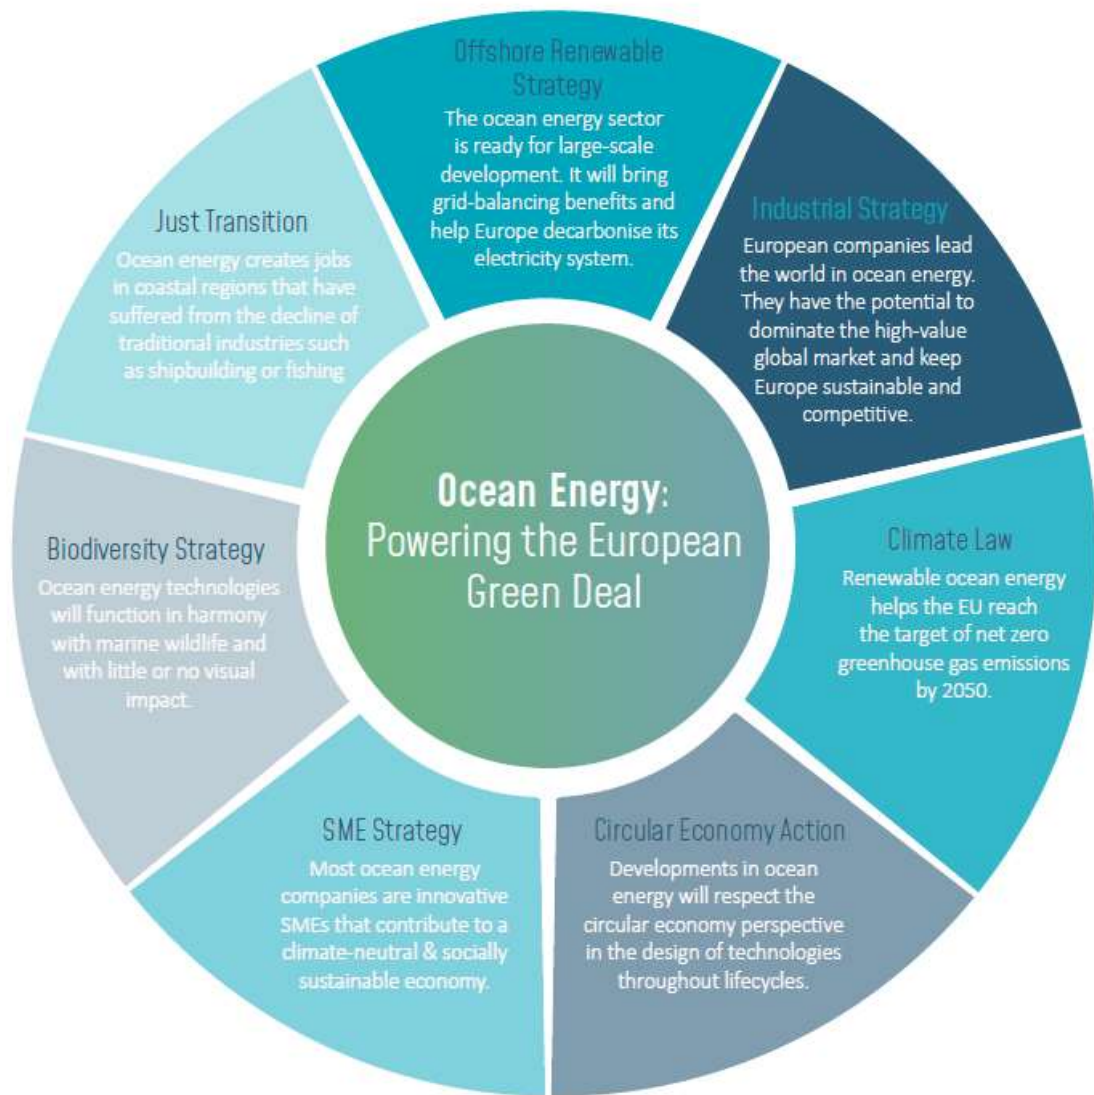 Offshore Renewable
Strategy
The ocean energy sector
is ready for large-scale
development. It will bring
grid-balancing benefits and
help Europe decarbonise its
electricity system.
Industrial Strategy
European companies lead
the world in ocean energy.
They have the potential to
dominate the high-value
global market and keep
Europe sustainable and
competitive.
Climate Law
Renewable ocean energy
helps the EU reach
the target of net zero
greenhouse gas emissions
by 2050.
Circular Economy Action
Developments in ocean
energy will respect the
circular economy perspective
in the design of technologies
throughout lifecycles.
SME Strategy
Most ocean energy
companies are innovative
SMEs that contribute to a
climate-neutral & socially
sustainable economy.
Biodiversity Strategy
Ocean energy technologies
will function in harmony
with marine wildlife and
with little or no visual
impact.
Just Transition
Ocean energy creates jobs
in coastal regions that have
suffered from the decline of
traditional industries such
as shipbuilding or fishing
Ocean Energy:
Powering the European
Green Deal